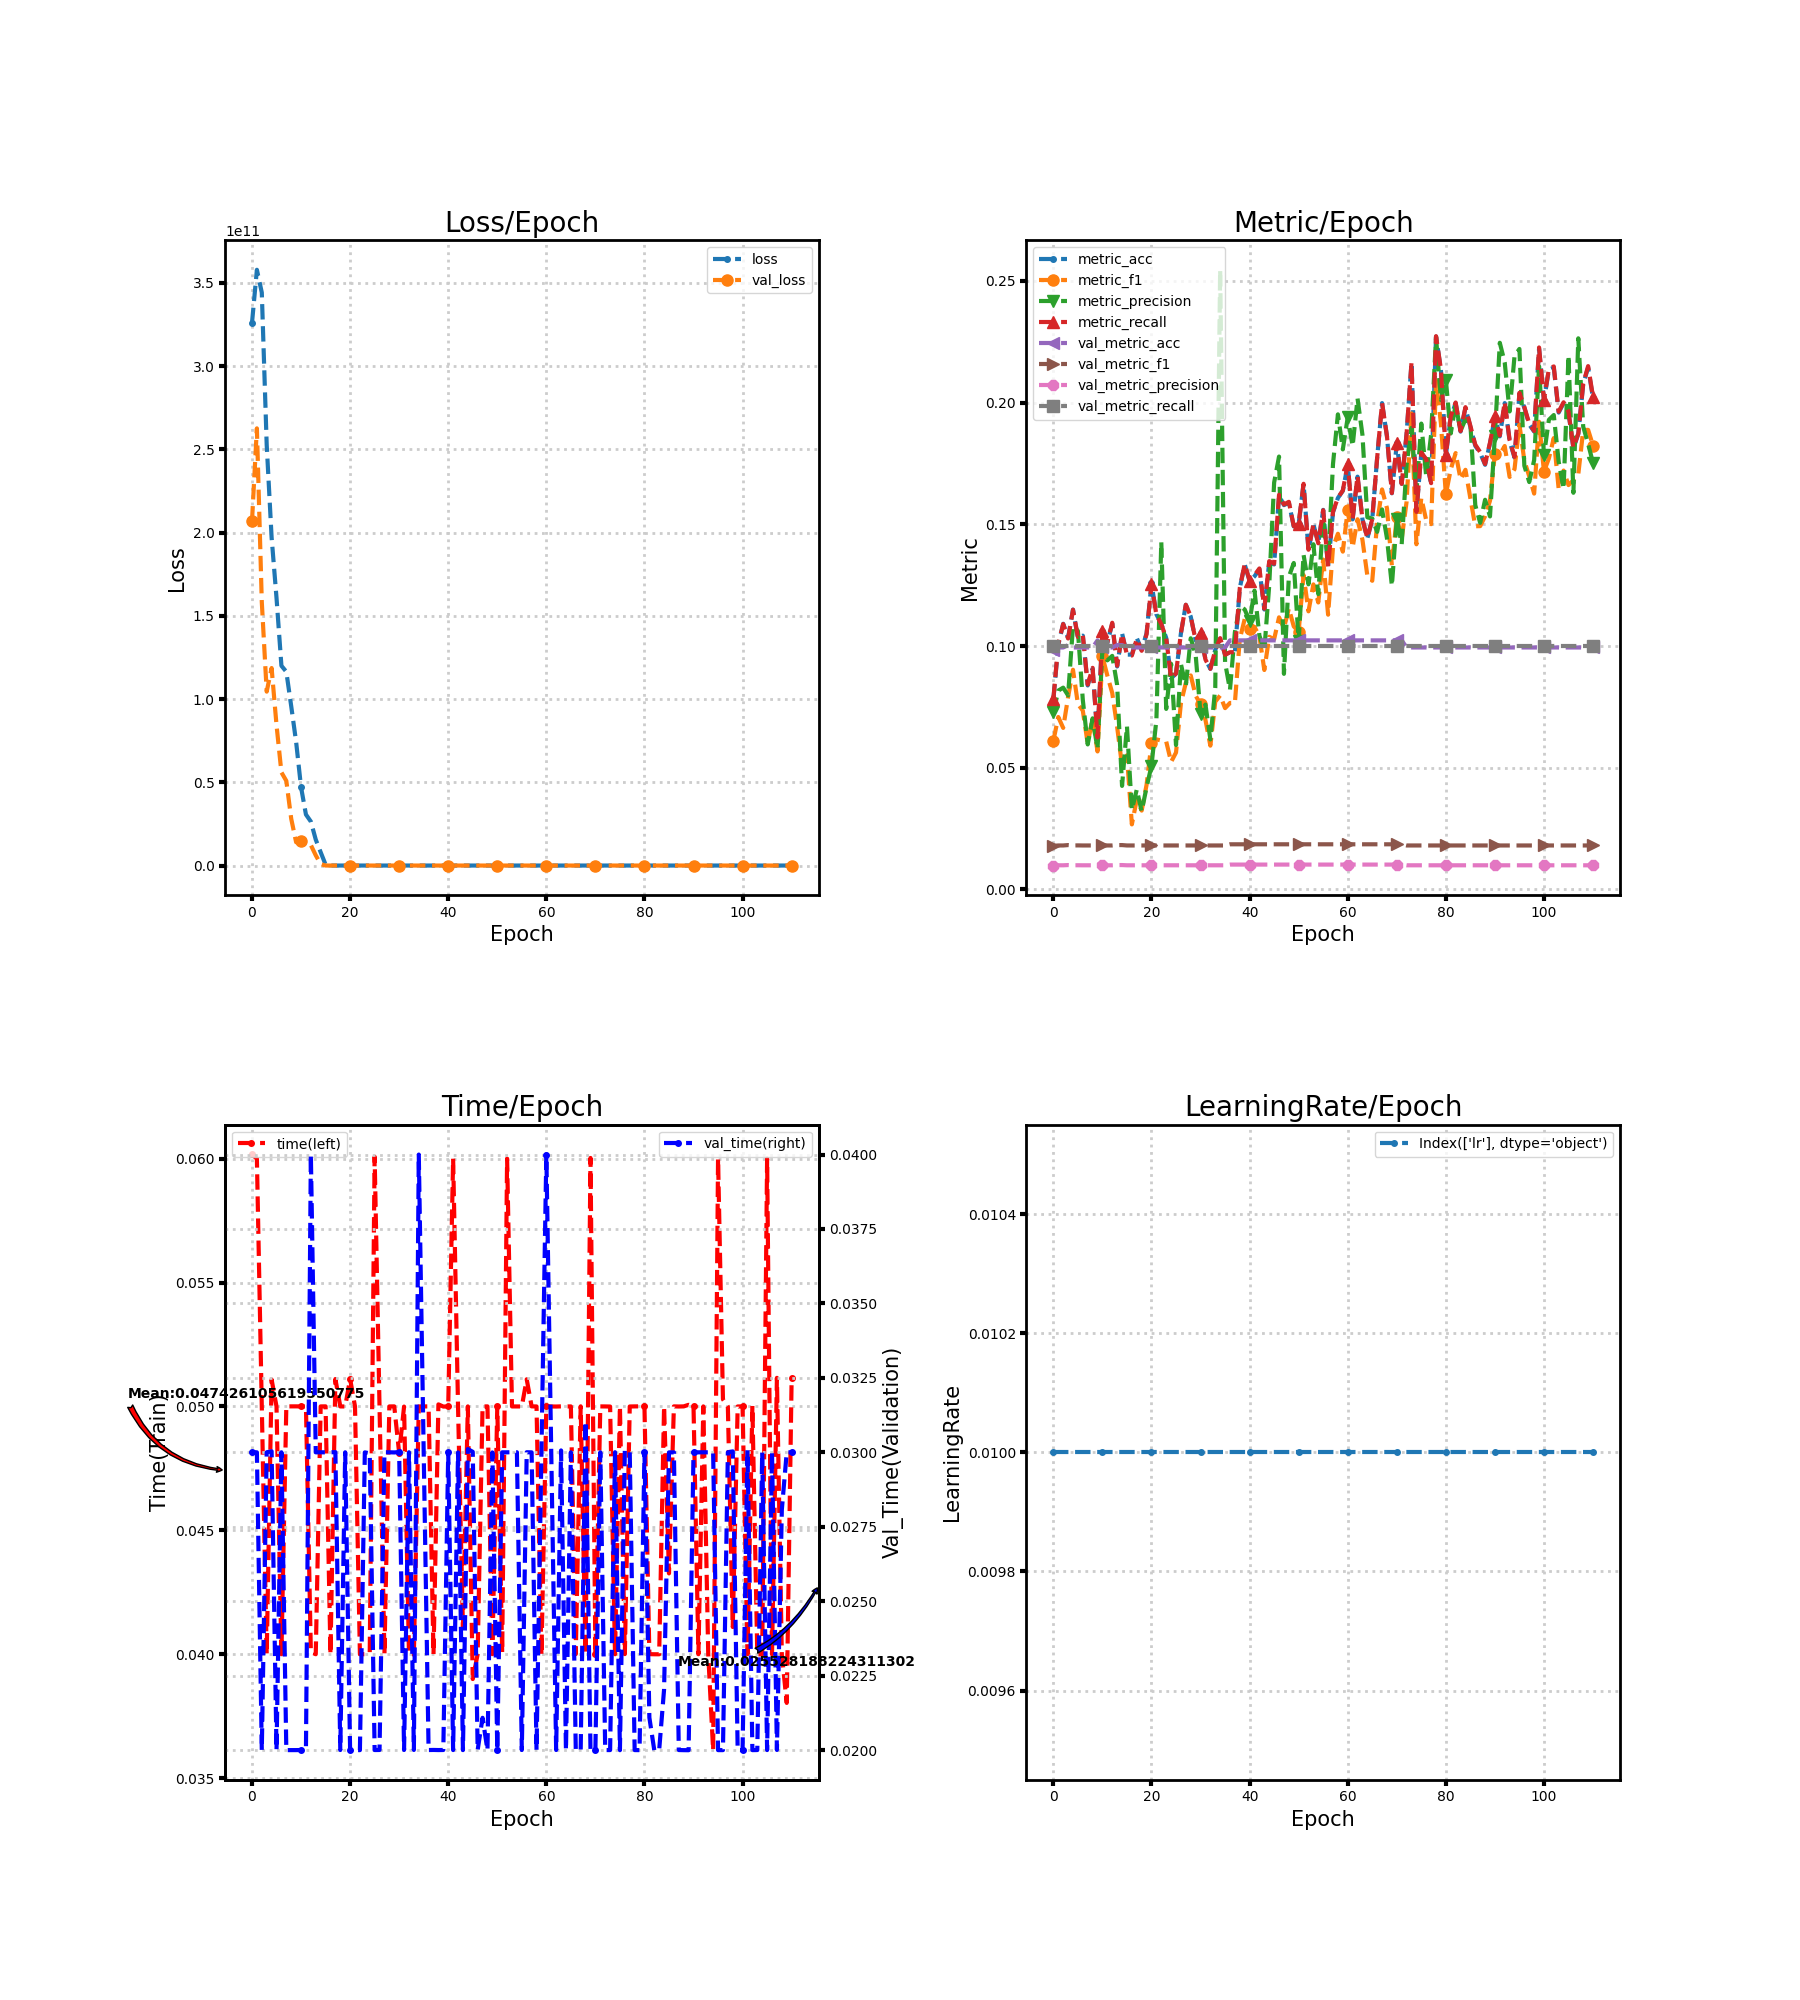 Loss/Epoch
1e11
3.5
3.0
2.5
2.0
1.5
1.0
0.5
0.0
Loss
0
20
40
60
80
100
Epoch
loss
val_loss
Metric/Epoch
0.25
0.20
0.15
0.10
0.05
0.00
Metric
0
20
40
60
80
100
Epoch
metric_acc
metric_f1
metric_precision
metric_recall
val_metric_acc
val_metric_f1
val_metric_precision
val_metric_recall
Time/Epoch
time(left)
val_time(right)
0.060
0.055
0.050
0.045
0.040
0.035
Time(Train)
0.0400
0.0375
0.0350
0.0325
0.0300
0.0275
0.0250
0.0225
0.0200
Val_Time(Validation)
0
20
40
60
80
100
Epoch
LearningRate/Epoch
Index(['lr'], dtype='object')
0.0104
0.0102
0.0100
0.0098
0.0096
LearningRate
0
20
40
60
80
100
Epoch